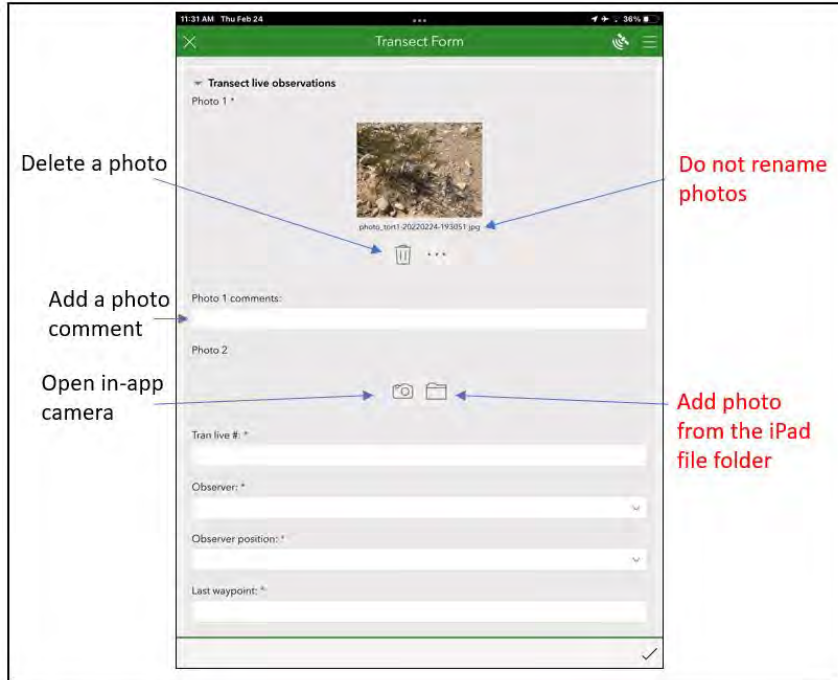 11:31 AM Thu Feb 24
36%
Transect Form
Transect live observations
Photo 1 *
Delete a photo
Do not rename
photos
photo_tort1-20220224-193051.jpg
Add a photo
comment
Photo 1 comments:
Photo 2
Open in-app
camera
Add photo
from the iPad
file folder
Tran live #: *
Observer: *
Observer position: *
Last waypoint: *